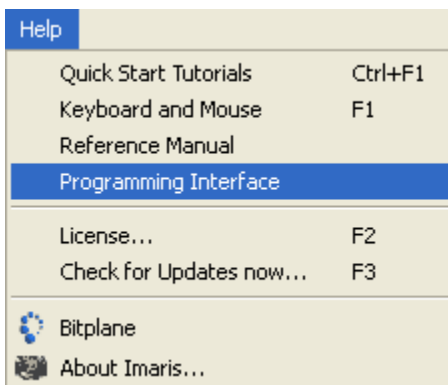 Help
Quick Start Tutorials Ctrl+F1
Keyboard and Mouse F1
Reference Manual
Programming Interface
License... F2
Check for Updates now... F3
Bitplane
About Imaris...